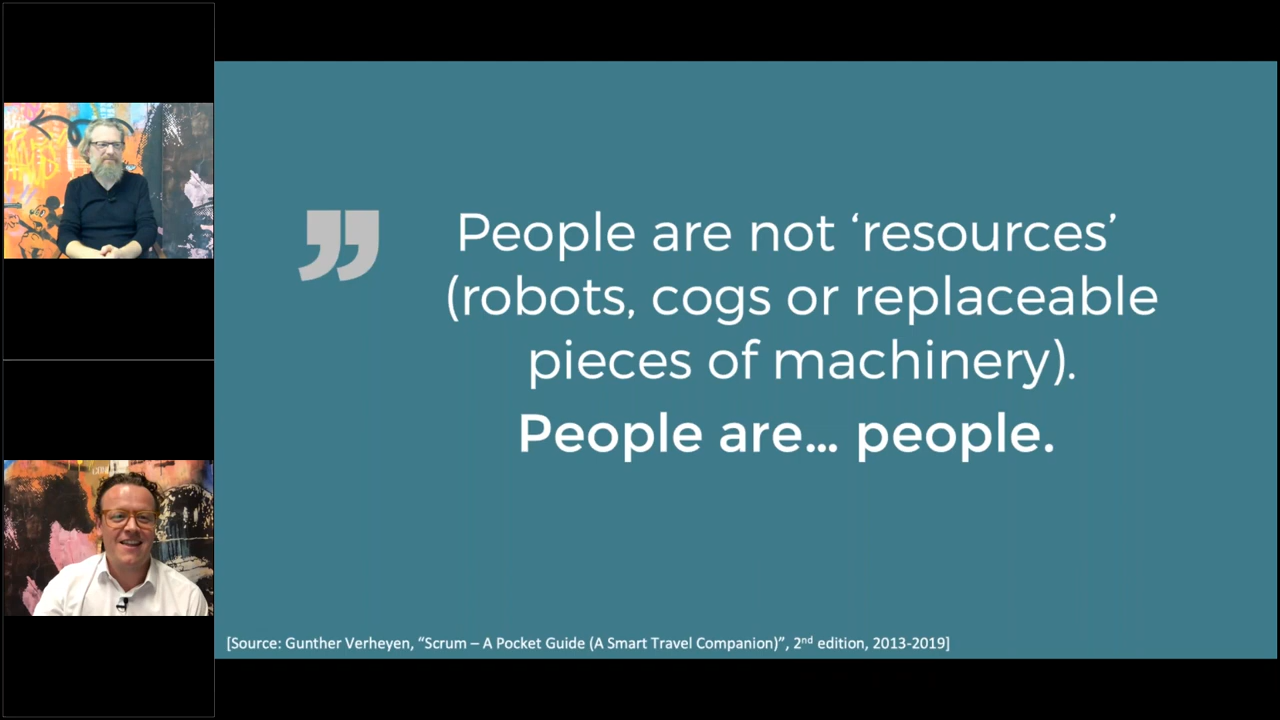 People are not ‘resources’
(robots, cogs or replaceable
pieces of machinery).
People are... people.
[Source: Gunther Verheyen, “Scrum – A Pocket Guide (A Smart Travel Companion)”, 2nd edition, 2013-2019]